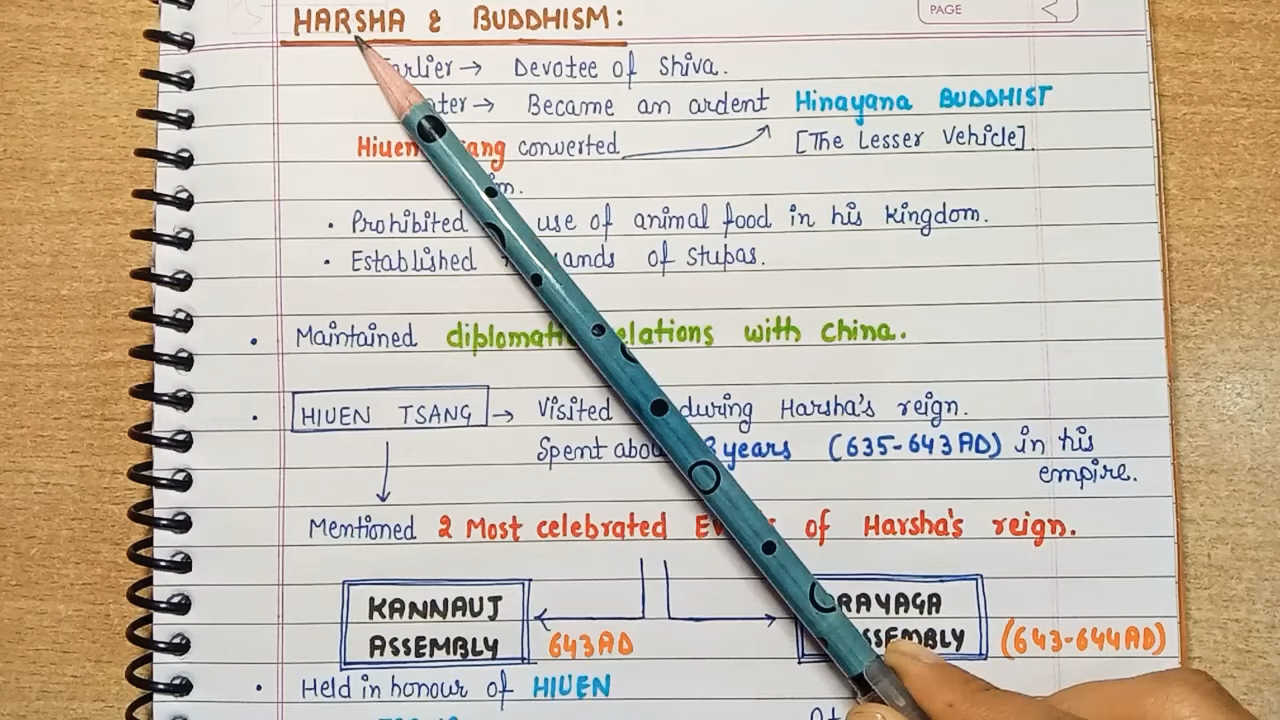 PAGE
HARSHA & BUDDHISM:
→ Devotee of Shiva.
→ Became an ardent Hinayana BUDDHIST
converted [The Lesser Vehicle]
• Prohibited use of animal food in his kingdom.
• Established of stupas.
• Maintained relations with china.
• HIUEN TSANG → Visited during Harsha's reign.
Spent years (635-643AD) in his
empire.
Mentioned 2 Most celebrated of Harsha's reign.
KANNAUJ
ASSEMBLY 643AD (643-644AD)
• Held in honour of HIUEN